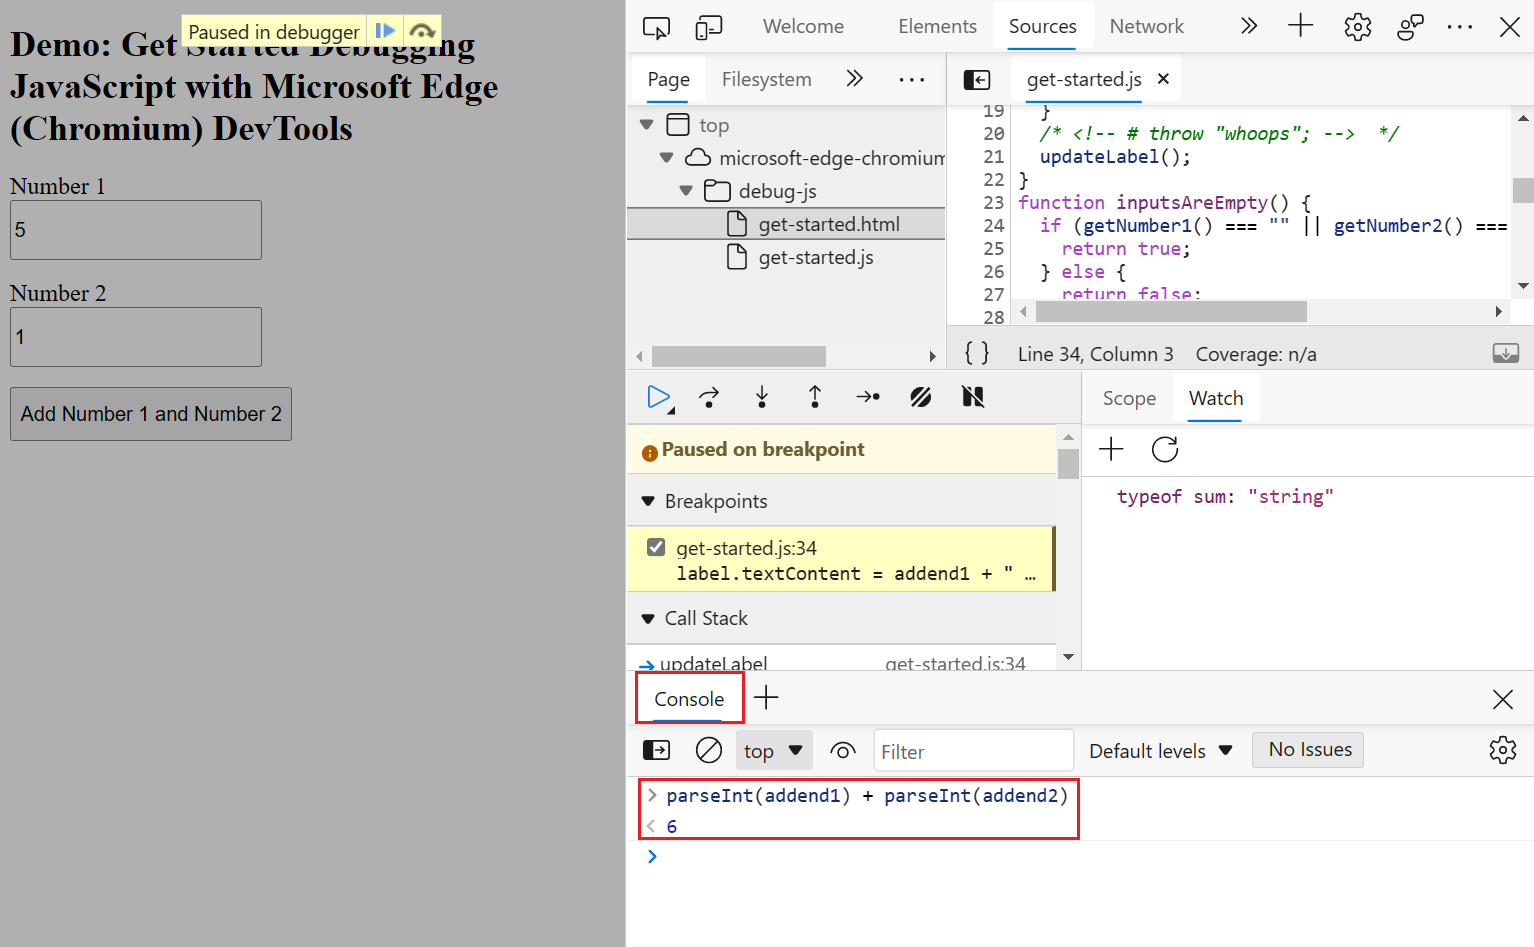 Paused in debugger
Demo: Get Started Debugging
JavaScript with Microsoft Edge
(Chromium) DevTools
Number 1
5
Number 2
1
Add Number 1 and Number 2
Welcome
Elements
Sources
Network
Page
Filesystem
top
microsoft-edge-chromium
debug-js
get-started.html
get-started.js
get-started.js
19 }
20 /* <!-- # throw "whoops"; --> */
21 updateLabel();
22 }
23 function inputsAreEmpty() {
24 if (getNumber1() === "" || getNumber2() ===
25 return true;
26 } else {
27 return false;
28
{ } Line 34, Column 3 Coverage: n/a
Paused on breakpoint
Breakpoints
get-started.js:34
label.textContent = addend1 + " …
Call Stack
updateLabel get-started.js:34
Scope
Watch
typeof sum: "string"
Console
top
Filter
Default levels
No Issues
> parseInt(addend1) + parseInt(addend2)
< 6
>